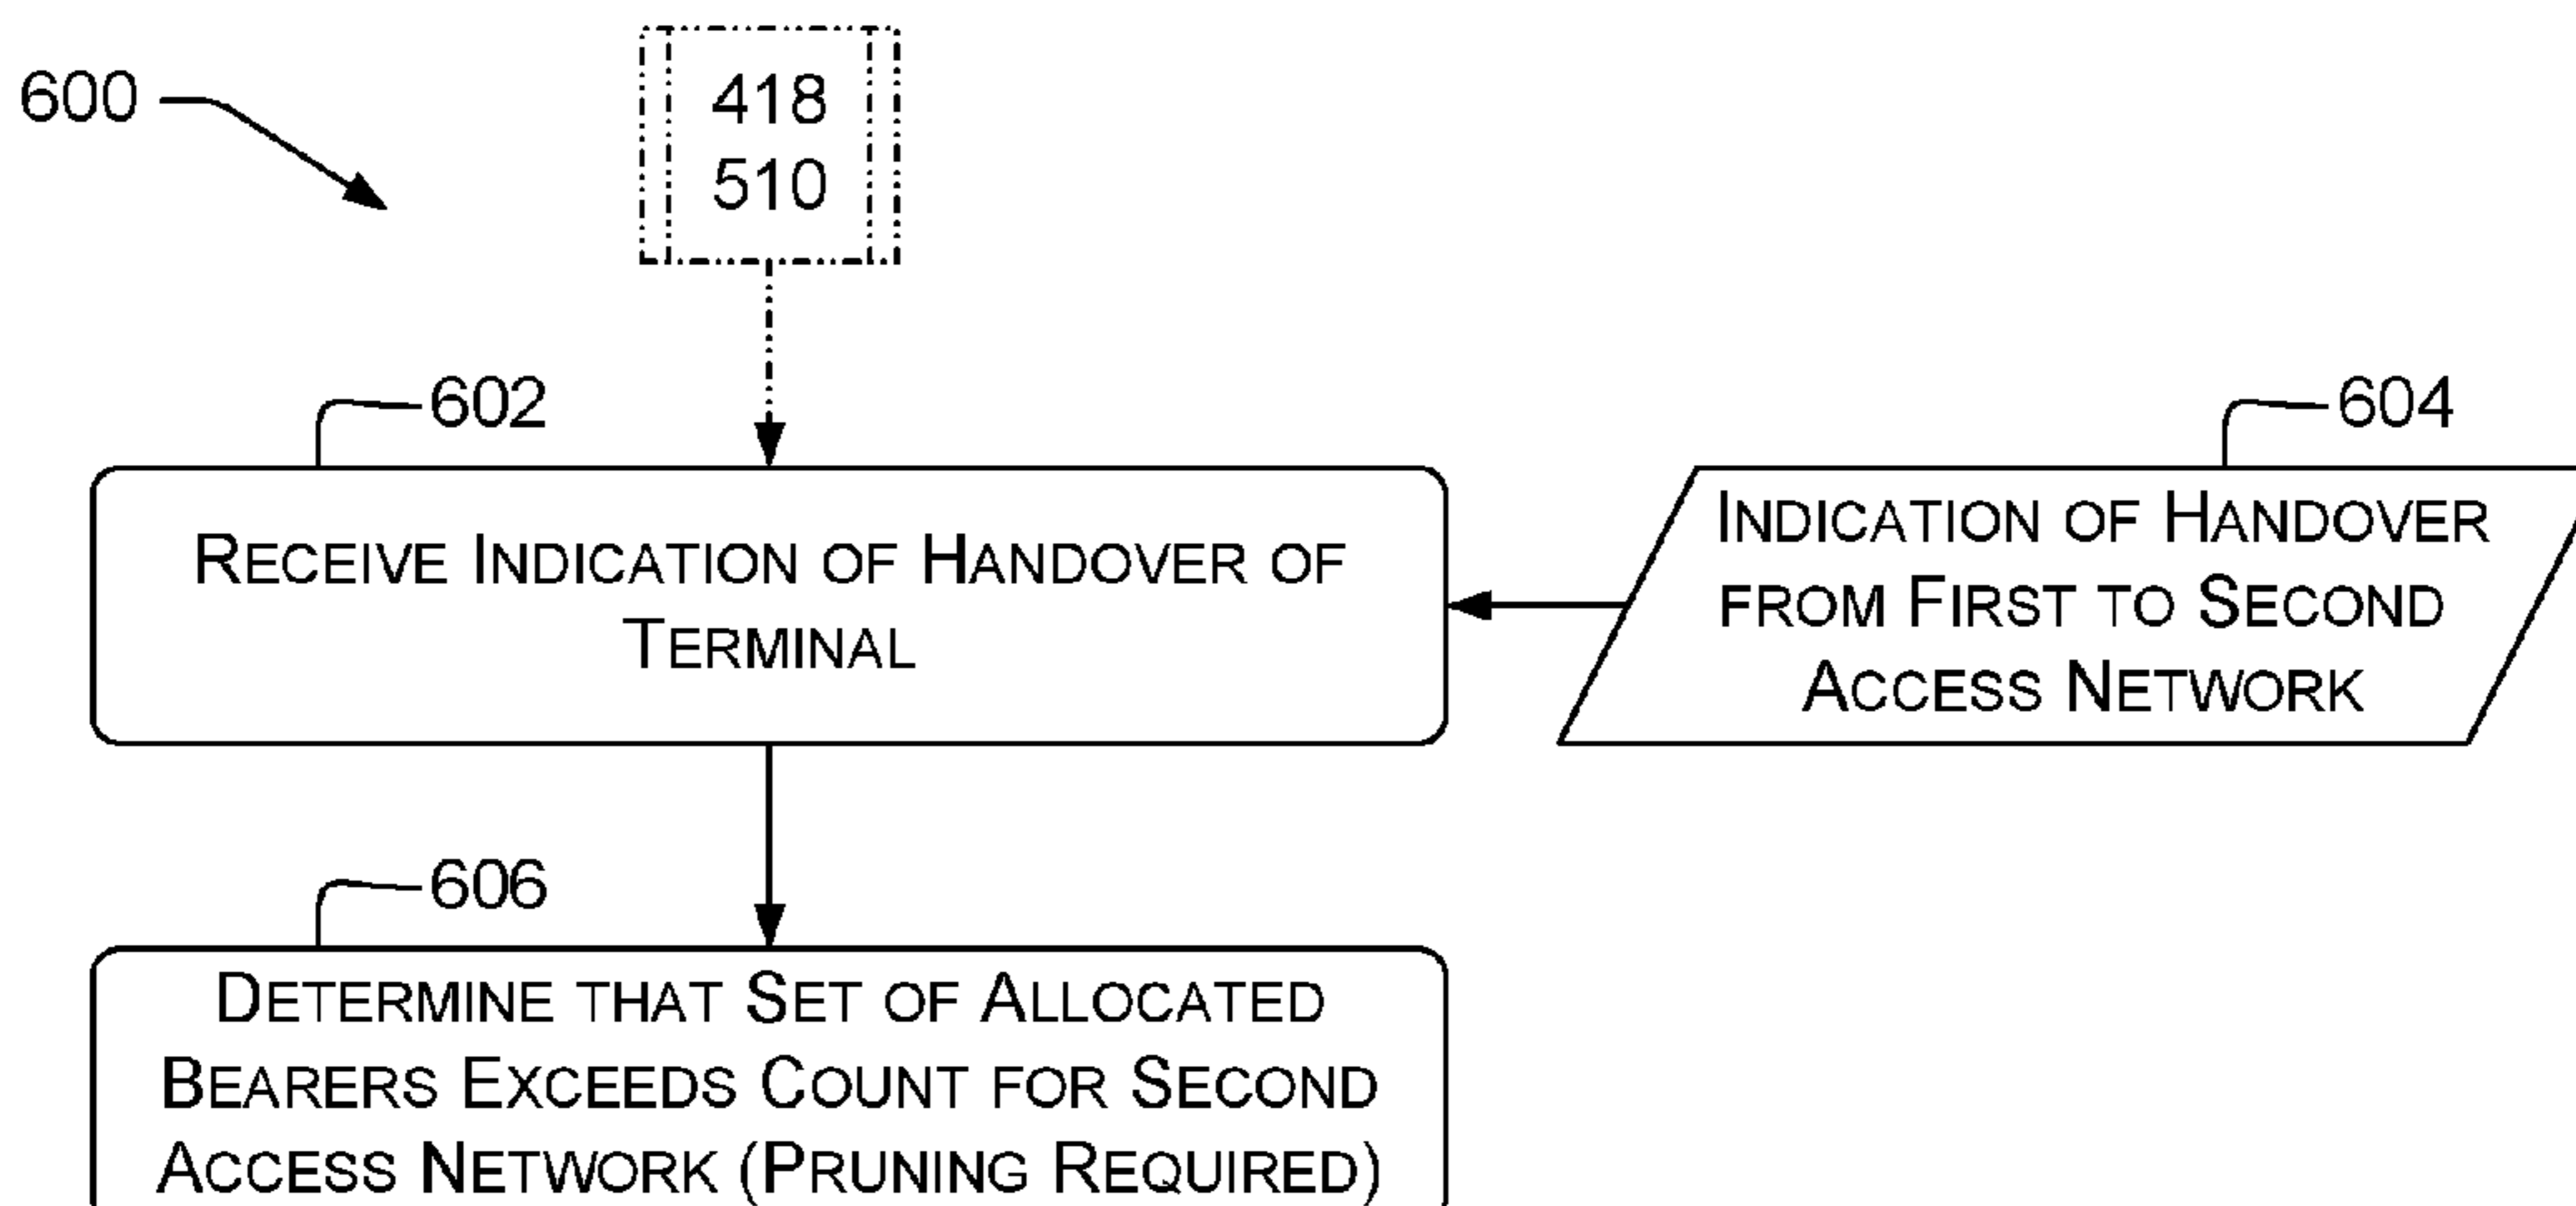 600
418
510
602
604
RECEIVE INDICATION OF HANDOVER OF
TERMINAL
INDICATION OF HANDOVER
FROM FIRST TO SECOND
ACCESS NETWORK
606
DETERMINE THAT SET OF ALLOCATED
BEARERS EXCEEDS COUNT FOR SECOND
ACCESS NETWORK (PRUNING REQUIRED)